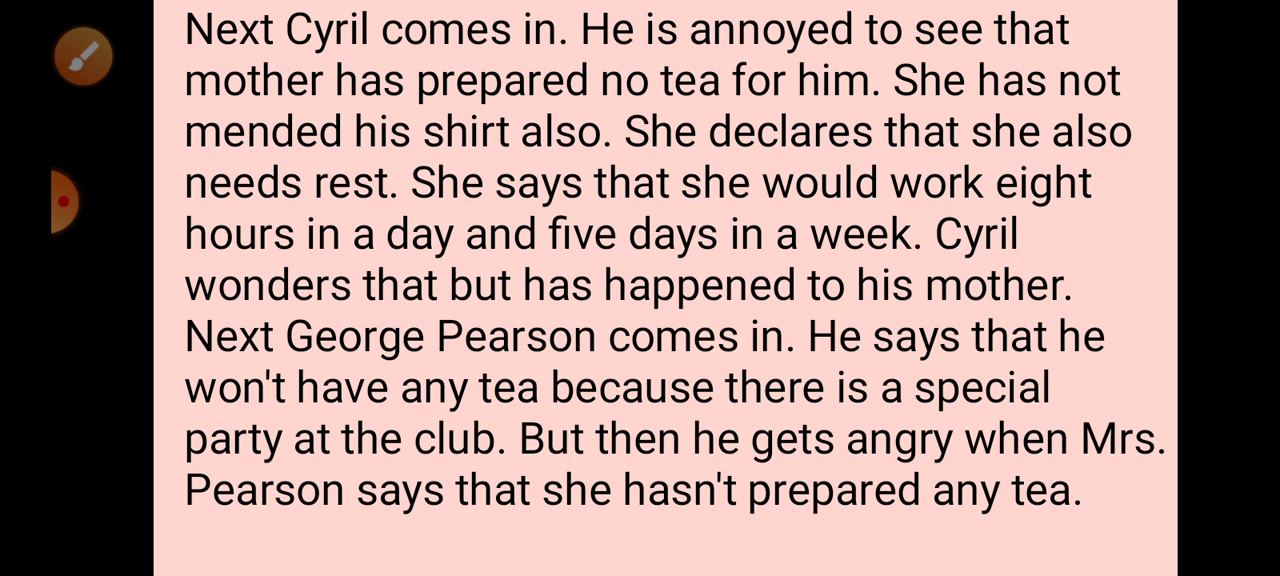 Next Cyril comes in. He is annoyed to see that
mother has prepared no tea for him. She has not
mended his shirt also. She declares that she also
needs rest. She says that she would work eight
hours in a day and five days in a week. Cyril
wonders that but has happened to his mother.
Next George Pearson comes in. He says that he
won't have any tea because there is a special
party at the club. But then he gets angry when Mrs.
Pearson says that she hasn't prepared any tea.